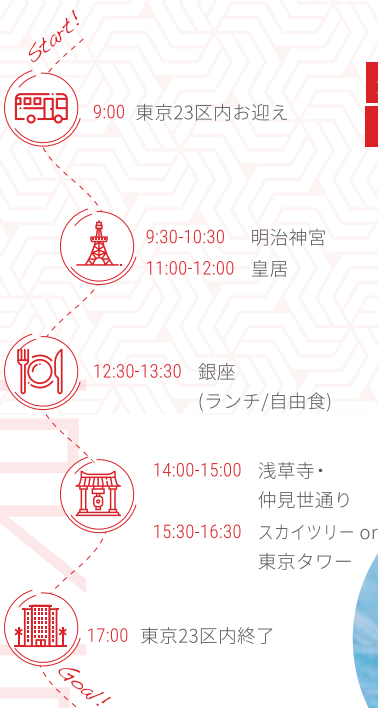 Start!
9:00 東京23区内お迎え
9:30-10:30 明治神宮
11:00-12:00 皇居
12:30-13:30 銀座
(ランチ/自由食)
14:00-15:00 浅草寺・
仲見世通り
15:30-16:30 スカイツリー or
東京タワー
17:00 東京23区内終了
Goal!